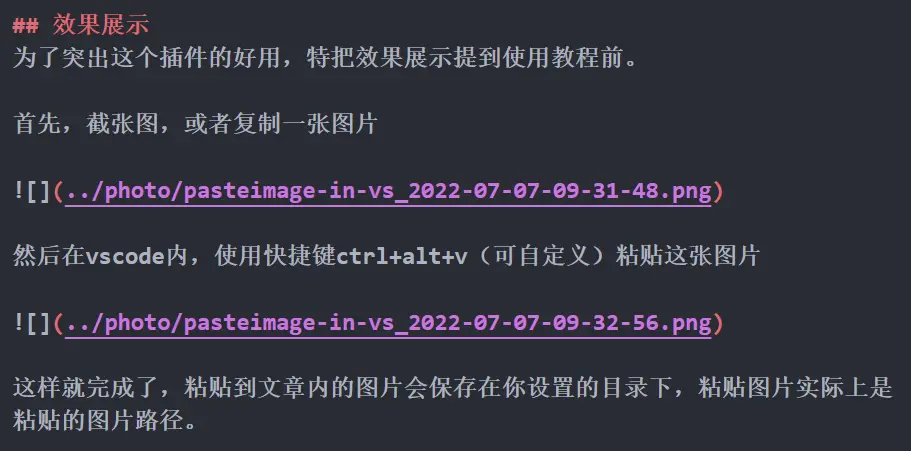 ## 效果展示
为了突出这个插件的好用，特把效果展示提到使用教程前。
首先，截张图，或者复制一张图片
![](../photo/pasteimage-in-vs_2022-07-07-09-31-48.png)
然后在vscode内，使用快捷键ctrl+alt+v（可自定义）粘贴这张图片
![](../photo/pasteimage-in-vs_2022-07-07-09-32-56.png)
这样就完成了，粘贴到文章内的图片会保存在你设置的目录下，粘贴图片实际上是
粘贴的图片路径。